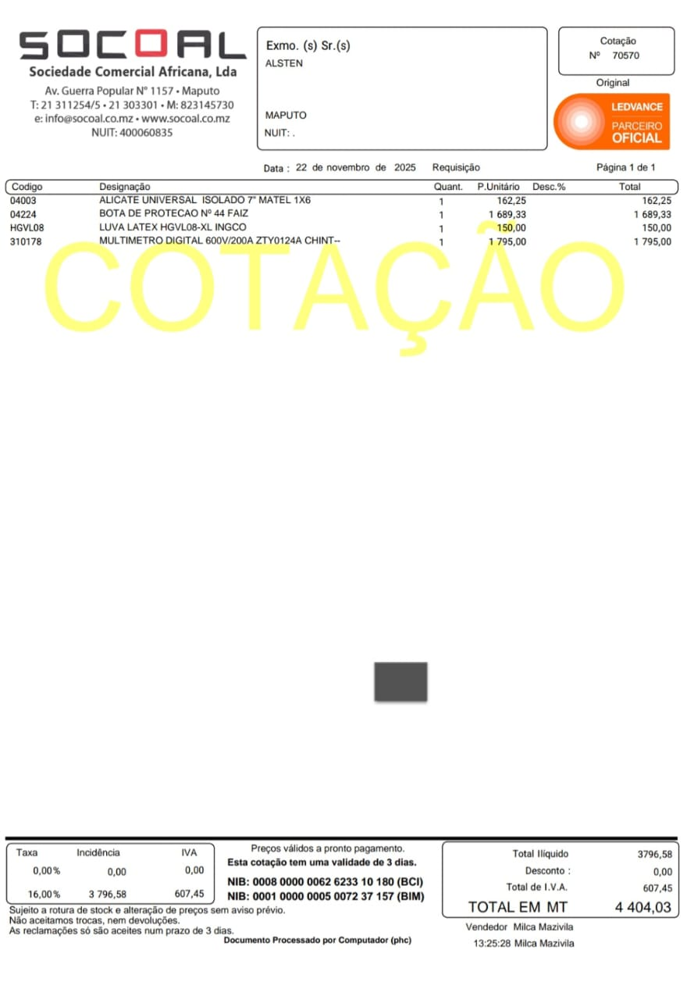 SOCOAL
Sociedade Comercial Africana, Lda
Av. Guerra Popular N° 1157 • Maputo
T: 21 311254/5 • 21 303301 • M: 823145730
e: info@socoal.co.mz • www.socoal.co.mz
NUIT: 400060835
Exmo. (s) Sr.(s)
ALSTEN
MAPUTO
NUIT: .
Cotação
Nº 70570
Original
LEDVANCE
PARCEIRO
OFICIAL
Data : 22 de novembro de 2025 Requisição Página 1 de 1
Codigo Designação Quant. P.Unitário Desc.% Total
04003 ALICATE UNIVERSAL ISOLADO 7" MATEL 1X6 1 162,25 162,25
04224 BOTA DE PROTECAO Nº 44 FAIZ 1 1 689,33 1 689,33
HGVL08 LUVA LATEX HGVL08-XL INGCO 1 150,00 150,00
310178 MULTIMETRO DIGITAL 600V/200A ZTY0124A CHINT-- 1 1 795,00 1 795,00
COTAÇÃO
Taxa Incidência IVA
0,00% 0,00 0,00
16,00% 3 796,58 607,45
Preços válidos a pronto pagamento.
Esta cotação tem uma validade de 3 dias.
NIB: 0008 0000 0062 6233 10 180 (BCI)
NIB: 0001 0000 0005 0072 37 157 (BIM)
Total Ilíquido 3796,58
Desconto : 0,00
Total de I.V.A. 607,45
TOTAL EM MT 4 404,03
Sujeito a rotura de stock e alteração de preços sem aviso prévio.
Não aceitamos trocas, nem devoluções.
As reclamações só são aceites num prazo de 3 dias.
Documento Processado por Computador (phc)
Vendedor Milca Mazivila
13:25:28 Milca Mazivila